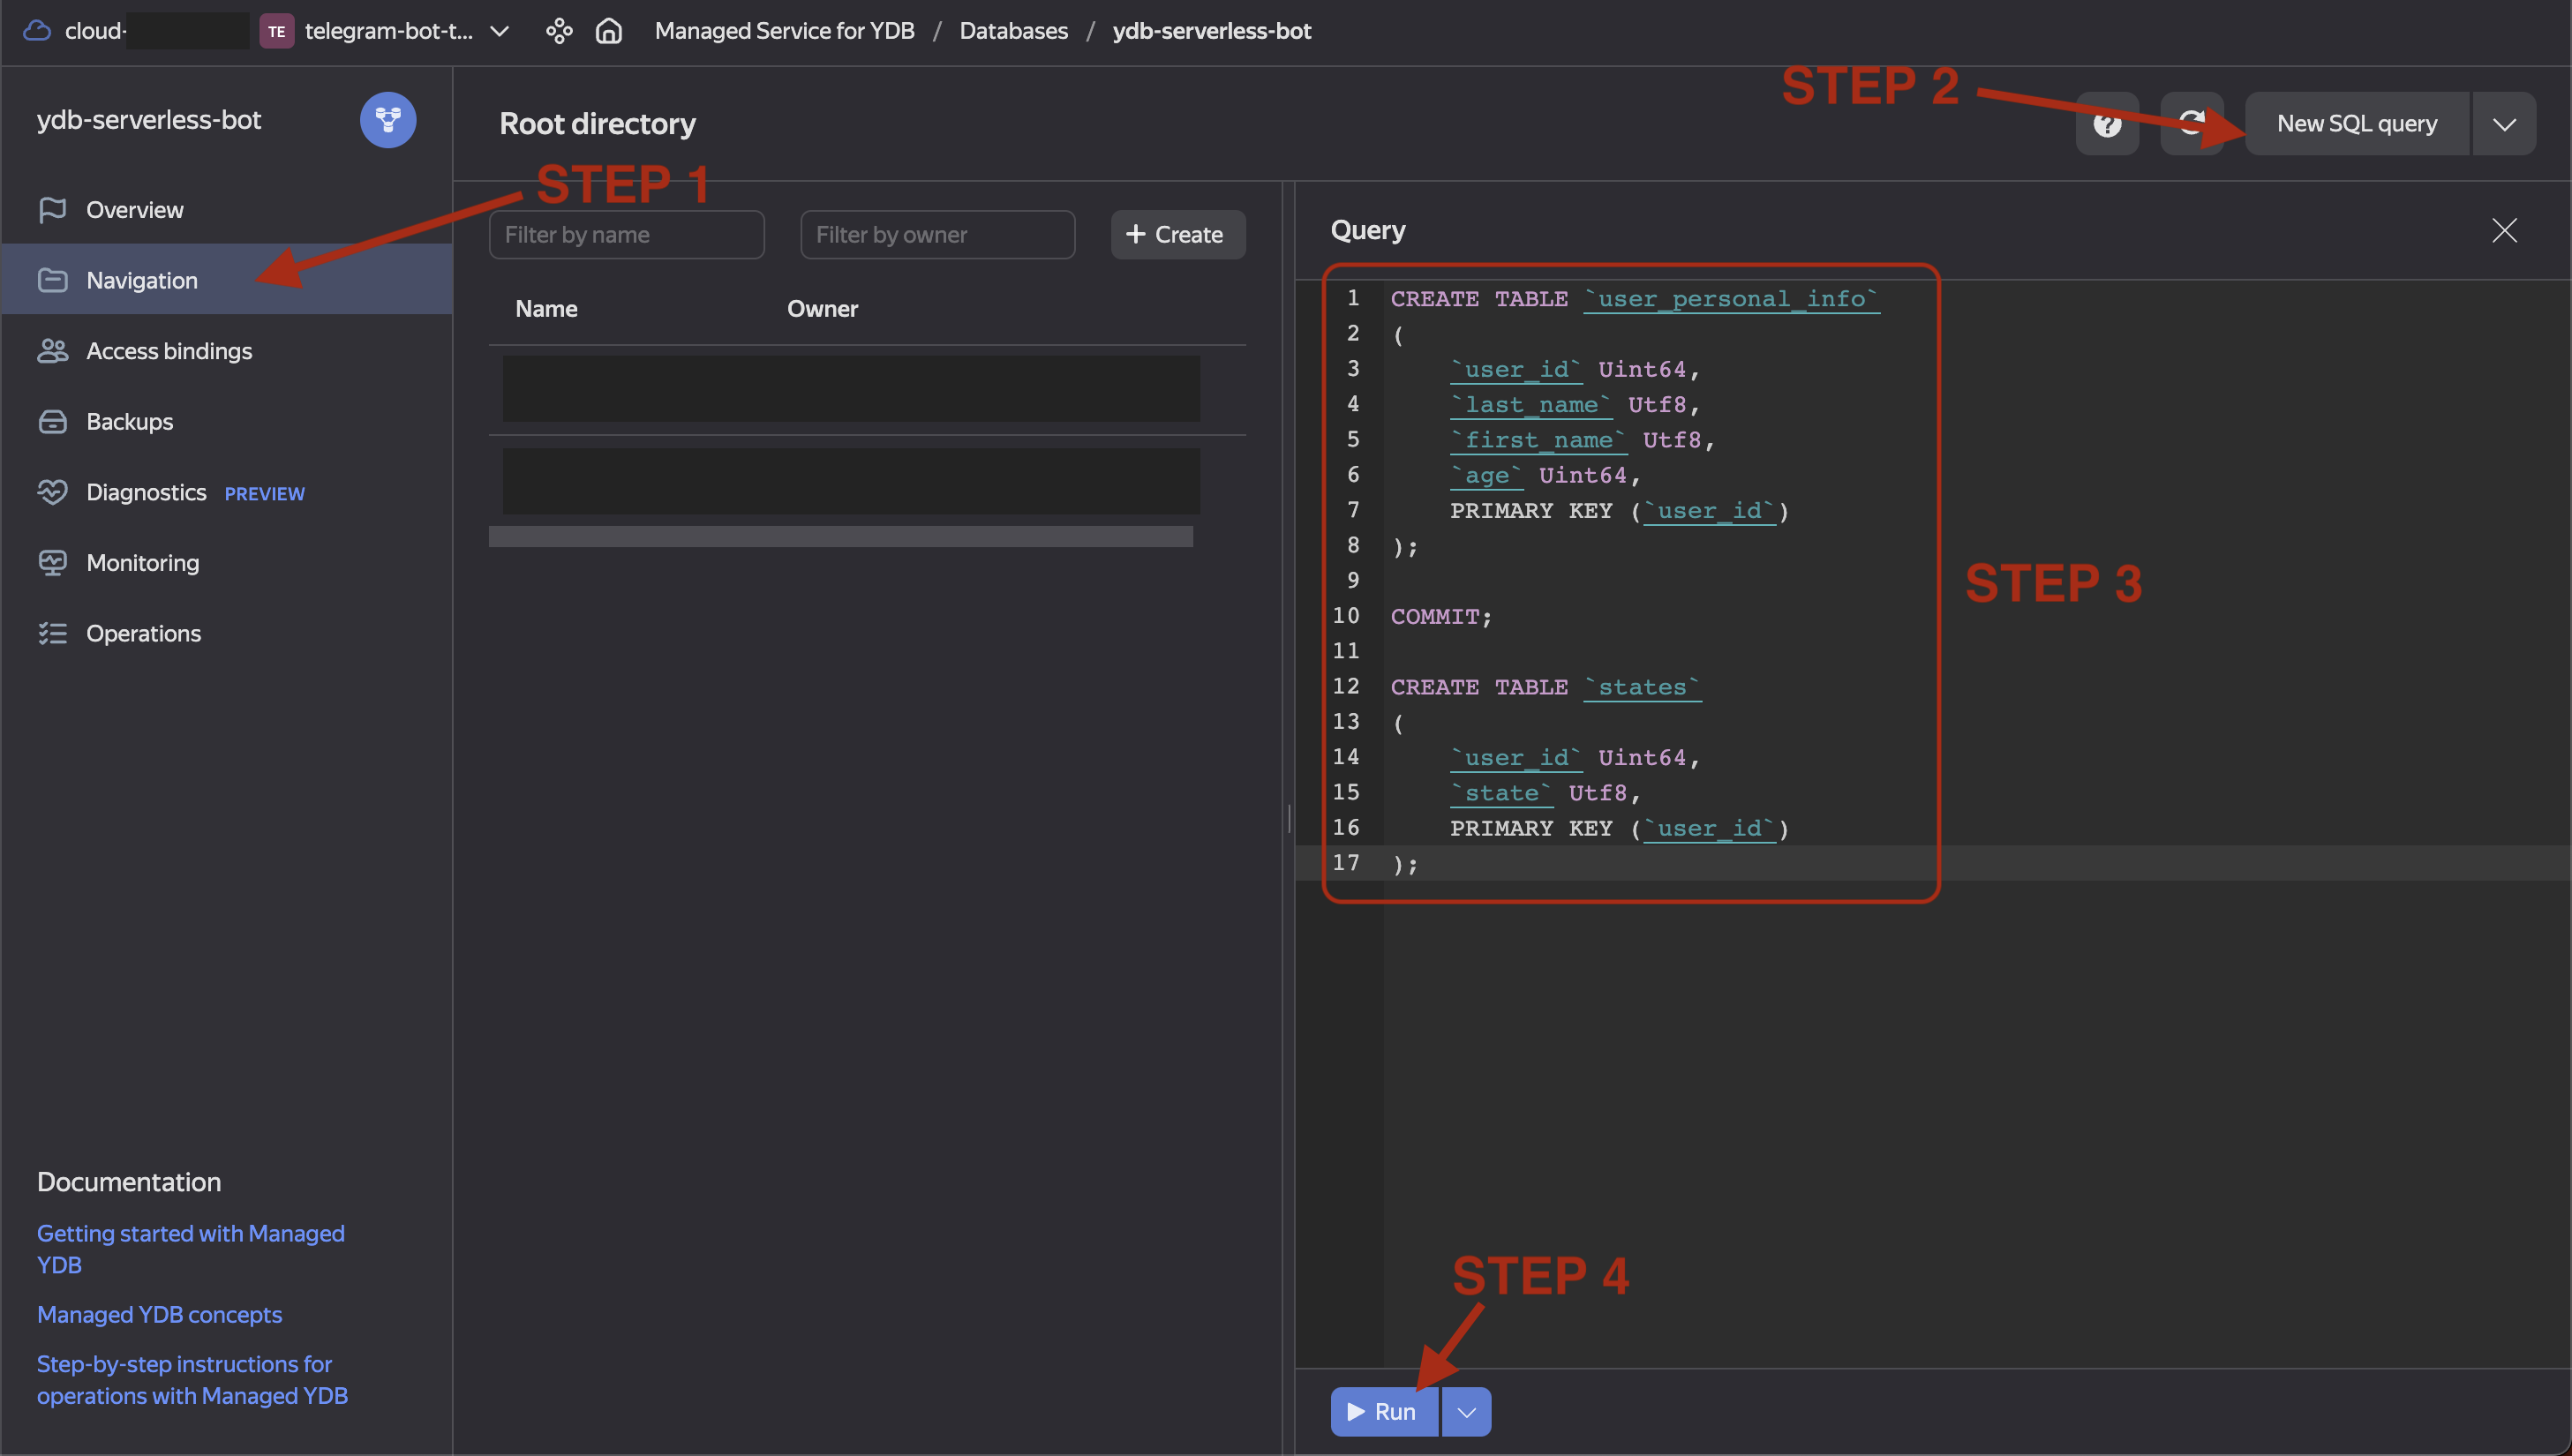 cloud-
TE telegram-bot-t...
Managed Service for YDB / Databases / ydb-serverless-bot
ydb-serverless-bot
Overview
Navigation
Access bindings
Backups
Diagnostics PREVIEW
Monitoring
Operations
Documentation
Getting started with Managed
YDB
Managed YDB concepts
Step-by-step instructions for
operations with Managed YDB
Root directory
STEP 1
STEP 2
? New SQL query
Filter by name
Filter by owner
+ Create
Name Owner
Query
1 CREATE TABLE `user_personal_info`
2 (
3 `user_id` Uint64,
4 `last_name` Utf8,
5 `first_name` Utf8,
6 `age` Uint64,
7 PRIMARY KEY (`user_id`)
8 );
9
10 COMMIT;
11
12 CREATE TABLE `states`
13 (
14 `user_id` Uint64,
15 `state` Utf8,
16 PRIMARY KEY (`user_id`)
17 );
STEP 3
STEP 4
Run